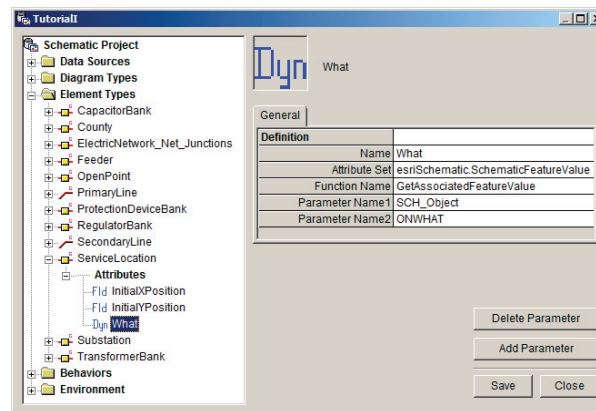 TutorialI
Schematic Project
Data Sources
Diagram Types
Element Types
CapacitorBank
County
ElectricNetwork_Net_Junctions
Feeder
OpenPoint
PrimaryLine
ProtectionDeviceBank
RegulatorBank
SecondaryLine
ServiceLocation
Attributes
Fld InitialXPosition
Fld InitialYPosition
Dyn What
Substation
TransformerBank
Behaviors
Environment
Dyn What
General
Definition
Name What
Attribute Set esriSchematic.SchematicFeatureValue
Function Name GetAssociatedFeatureValue
Parameter Name1 SCH_Object
Parameter Name2 ONWHAT
Delete Parameter
Add Parameter
Save Close